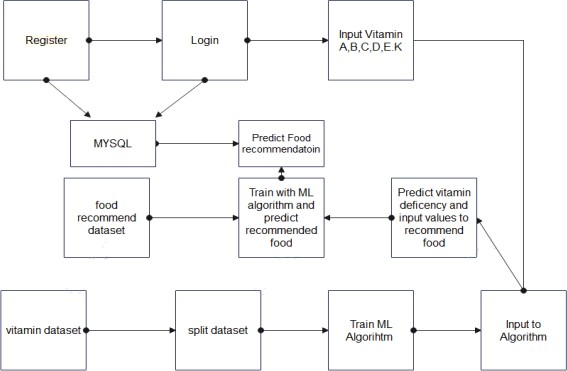 Register
Login
Input Vitamin
A,B,C,D,E.K
MYSQL
Predict Food
recommendatoin
food
recommend
dataset
Train with ML
algorithm and
predict
recommended
food
Predict vitamin
deficency and
input values to
recommend
food
vitamin dataset
split dataset
Train ML
Algorihtm
Input to
Algorithm